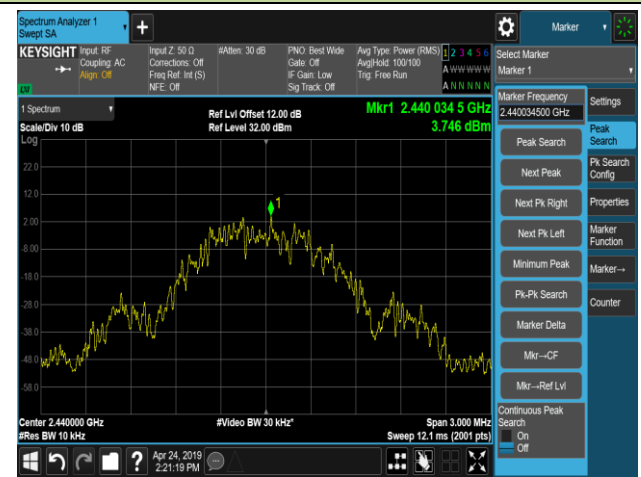 Spectrum Analyzer 1
Swept SA
Marker
KEYSIGHT
Input: RF
Coupling: AC
Align: Off
Input Z: 50 Ω
Corrections: Off
Freq Ref: Int (S)
NFE: Off
#Atten: 30 dB
PNO: Best Wide
Gate: Off
IF Gain: Low
Sig Track: Off
Avg Type: Power (RMS)
Avg|Hold: 100/100
Trig: Free Run
1 2 3 4 5 6
A W W W W W
A N N N N N
Select Marker
Marker 1
1 Spectrum
Scale/Div 10 dB
Log
Ref Lvl Offset 12.00 dB
Ref Level 32.00 dBm
Mkr1 2.440 034 5 GHz
3.746 dBm
22.0
12.0
2.00
-8.00
-18.0
-28.0
-38.0
-48.0
-58.0
1
Center 2.440000 GHz
#Res BW 10 kHz
#Video BW 30 kHz*
Span 3.000 MHz
Sweep 12.1 ms (2001 pts)
Marker Frequency
2.440034500 GHz
Peak Search
Next Peak
Next Pk Right
Next Pk Left
Minimum Peak
Pk-Pk Search
Marker Delta
Mkr→CF
Mkr→Ref Lvl
Continuous Peak
Search
On
Off
Settings
Peak
Search
Pk Search
Config
Properties
Marker
Function
Marker→
Counter
?
Apr 24, 2019
2:21:19 PM